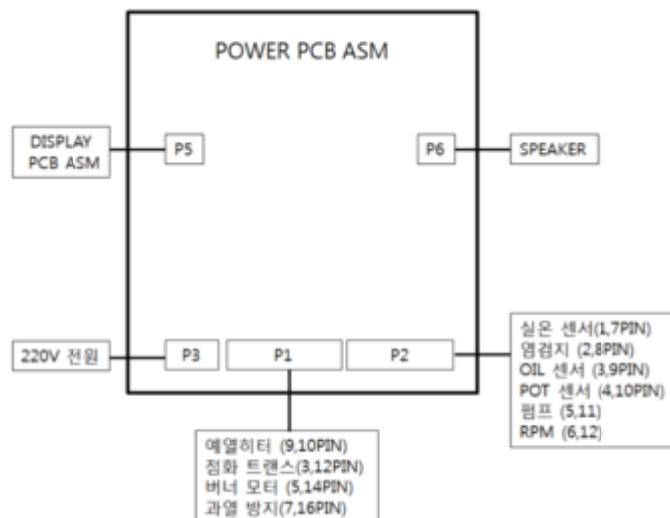 POWER PCB ASM
DISPLAY
PCB ASM
P5
P6
SPEAKER
220V 전원
P3
P1
P2
실온 센서(1,7PIN)
염검지 (2,8PIN)
OIL 센서 (3,9PIN)
POT 센서 (4,10PIN)
펌프 (5,11)
RPM (6,12)
예열히터 (9,10PIN)
점화 트랜스(3,12PIN)
버너 모터 (5,14PIN)
과열 방지(7,16PIN)